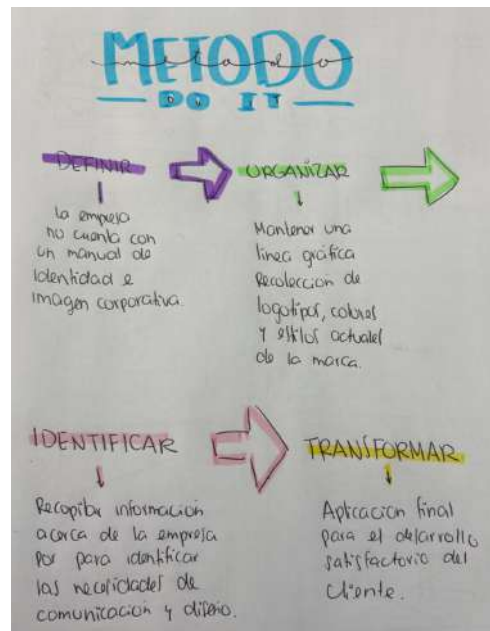 METODO
metodo
DO IT
DEFINIR
La empresa
no cuenta con
un manual de
identidad e
imagen corporativa.
ORGANIZAR
Mantener una
linea gráfica
Recolección de
logotipos, colores
y estilos actuales
de la marca.
IDENTIFICAR
Recopilar información
acerca de la empresa
por para identificar
las necesidades de
comunicación y diseño.
TRANSFORMAR
Aplicación final
para el desarrollo
satisfactorio del
cliente.